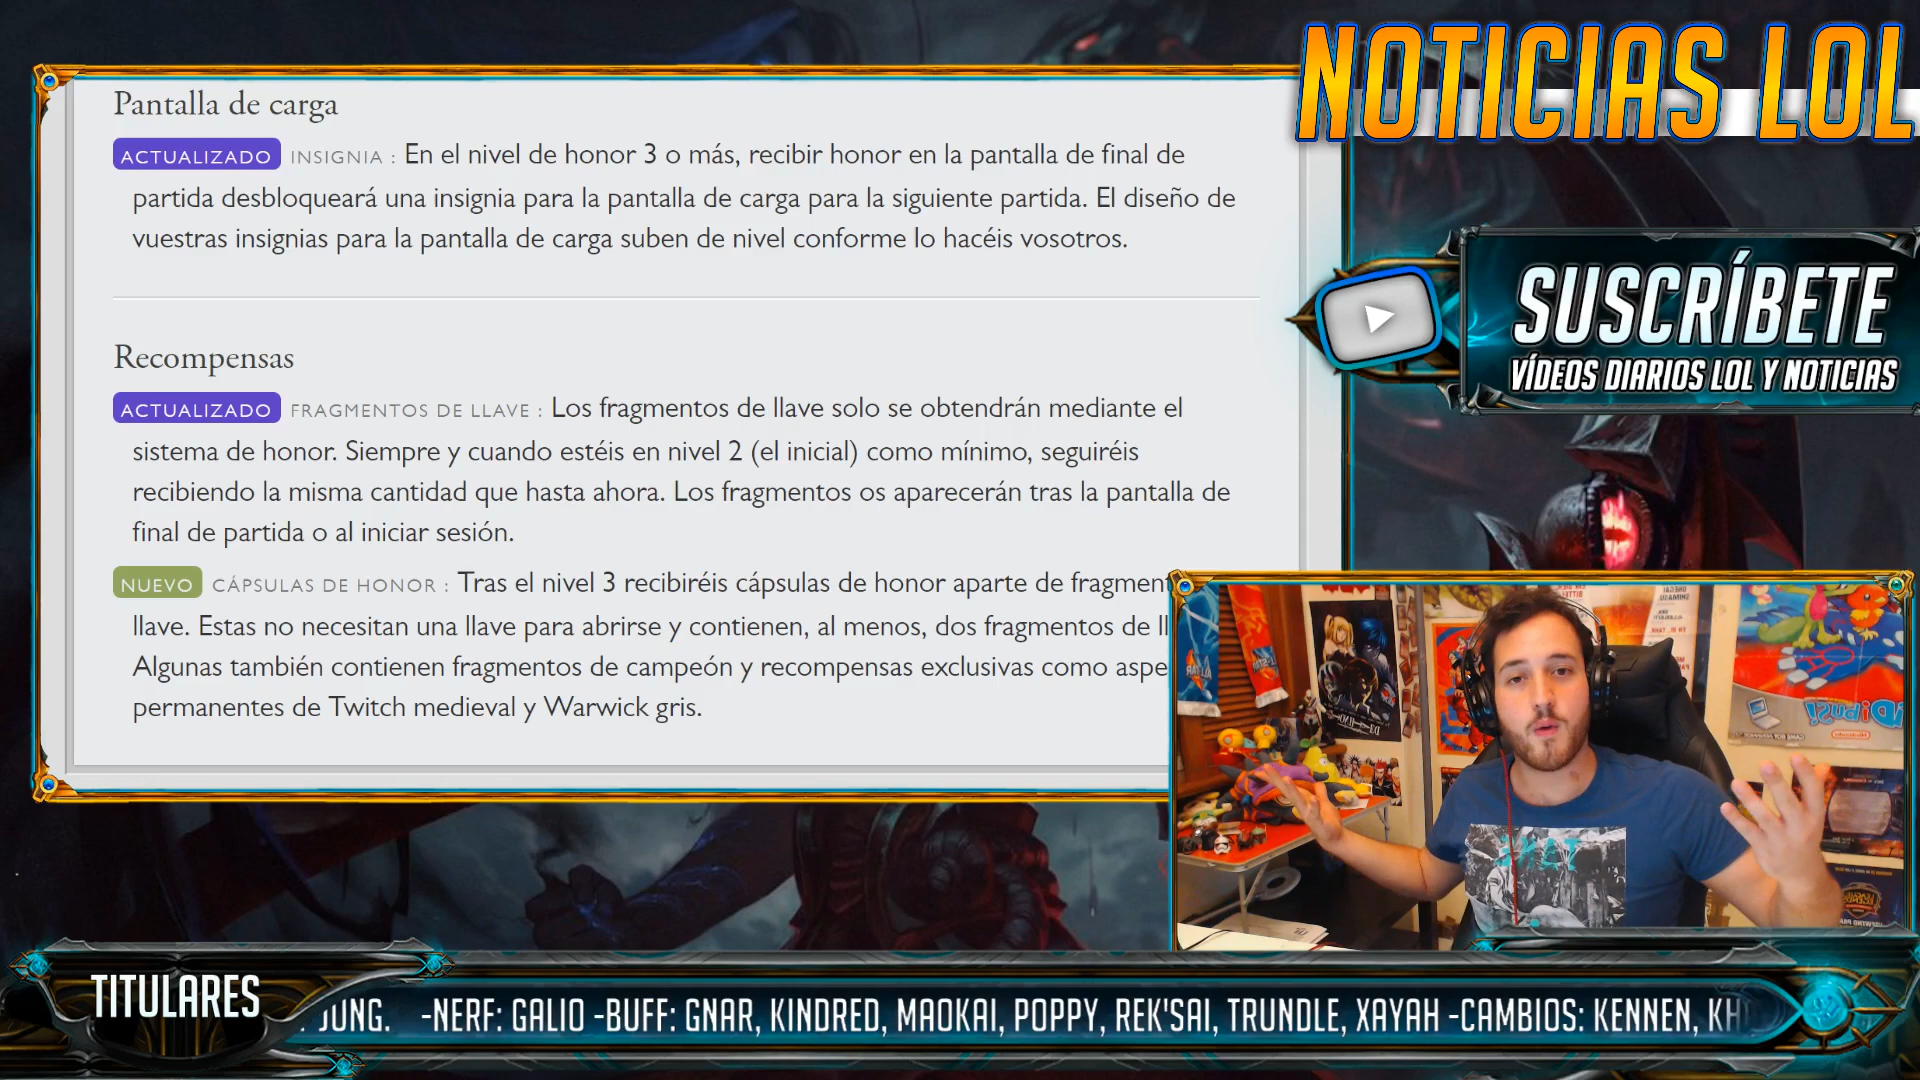 NOTICIAS LOL
Pantalla de carga
ACTUALIZADO INSIGNIA : En el nivel de honor 3 o más, recibir honor en la pantalla de final de
partida desbloqueará una insignia para la pantalla de carga para la siguiente partida. El diseño de
vuestras insignias para la pantalla de carga suben de nivel conforme lo hacéis vosotros.
SUSCRÍBETE
VÍDEOS DIARIOS LOL Y NOTICIAS
Recompensas
ACTUALIZADO FRAGMENTOS DE LLAVE : Los fragmentos de llave solo se obtendrán mediante el
sistema de honor. Siempre y cuando estéis en nivel 2 (el inicial) como mínimo, seguiréis
recibiendo la misma cantidad que hasta ahora. Los fragmentos os aparecerán tras la pantalla de
final de partida o al iniciar sesión.
NUEVO CÁPSULAS DE HONOR : Tras el nivel 3 recibiréis cápsulas de honor aparte de fragment
llave. Estas no necesitan una llave para abrirse y contienen, al menos, dos fragmentos de ll
Algunas también contienen fragmentos de campeón y recompensas exclusivas como aspe
permanentes de Twitch medieval y Warwick gris.
TITULARES
JUNG. -NERF: GALIO -BUFF: GNAR, KINDRED, MAOKAI, POPPY, REK'SAI, TRUNDLE, XAYAH -CAMBIOS: KENNEN, KH